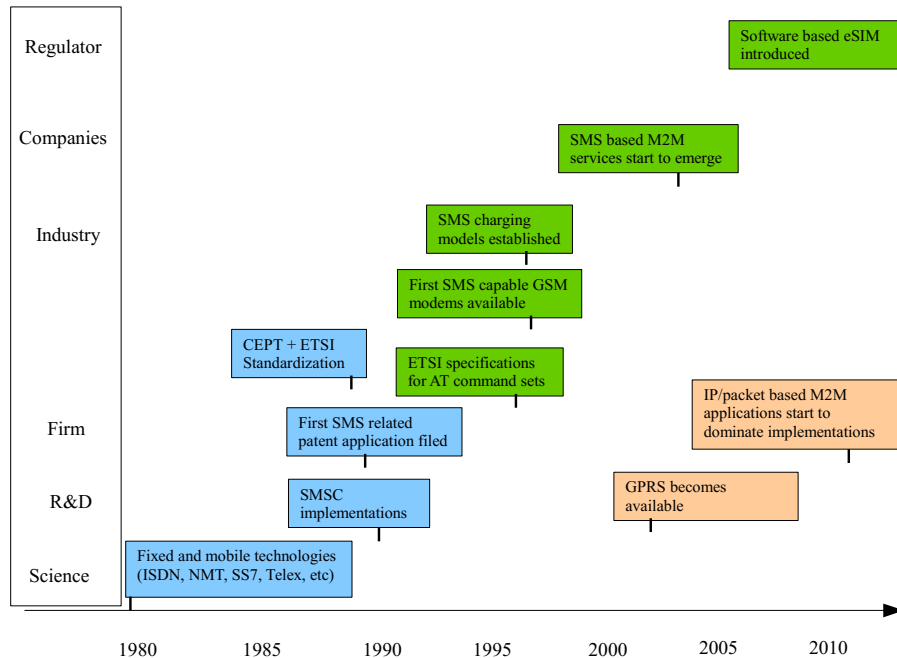 Regulator
Software based eSIM
introduced
Companies
SMS based M2M
services start to emerge
Industry
SMS charging
models established
First SMS capable GSM
modems available
CEPT + ETSI
Standardization
ETSI specifications
for AT command sets
IP/packet based M2M
applications start to
dominate implementations
Firm
First SMS related
patent application filed
R&D
SMSC
implementations
GPRS becomes
available
Science
Fixed and mobile technologies
(ISDN, NMT, SS7, Telex, etc)
1980
1985
1990
1995
2000
2005
2010